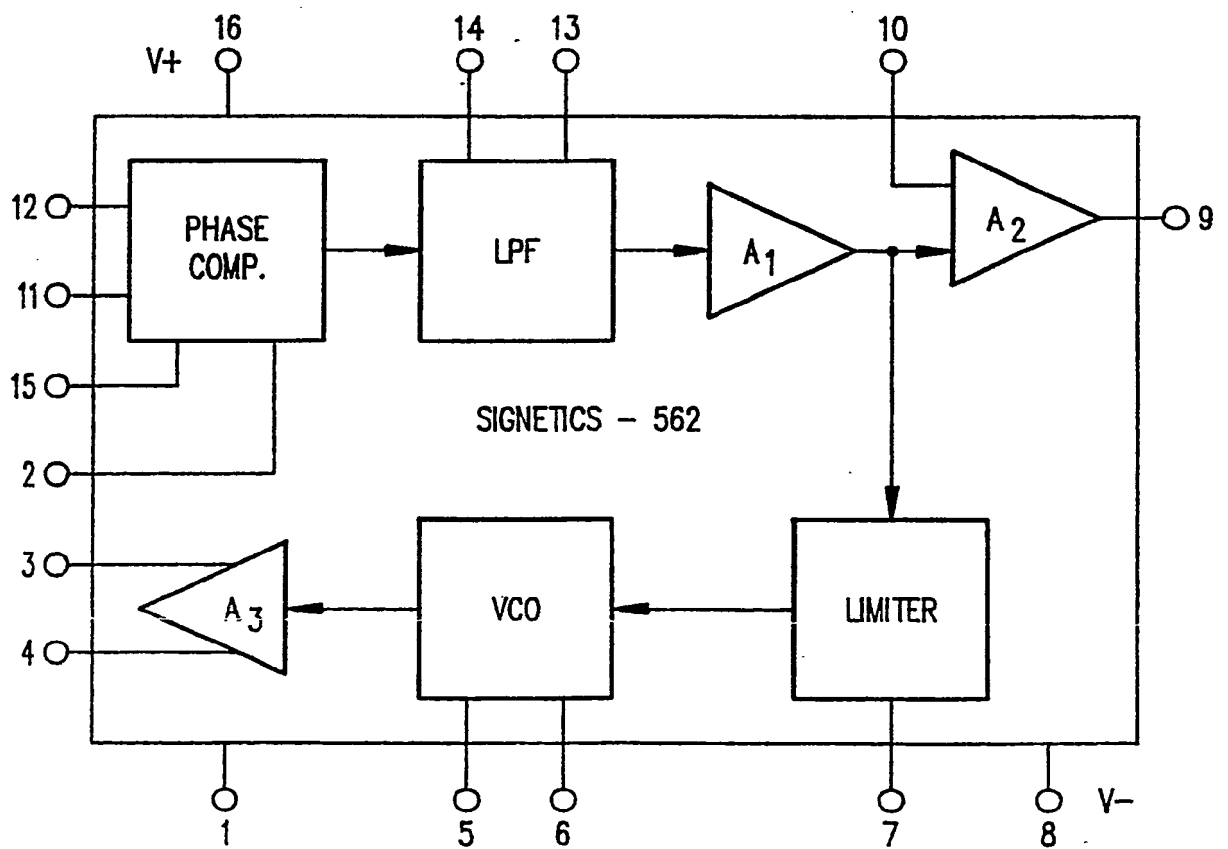 16 14 13 10
V+
12 PHASE COMP. LPF A1 A2 9
11
15
SIGNETICS - 562
2
3 A3 VCO LIMITER
4
V-
1 5 6 7 8